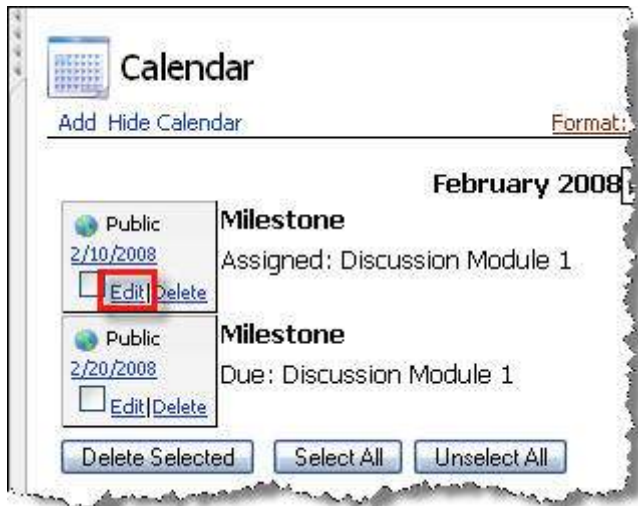 Calendar
Add Hide Calendar Format:
February 2008
Public Milestone
2/10/2008 Assigned: Discussion Module 1
Edit|Delete
Public Milestone
2/20/2008 Due: Discussion Module 1
Edit|Delete
Delete Selected Select All Unselect All